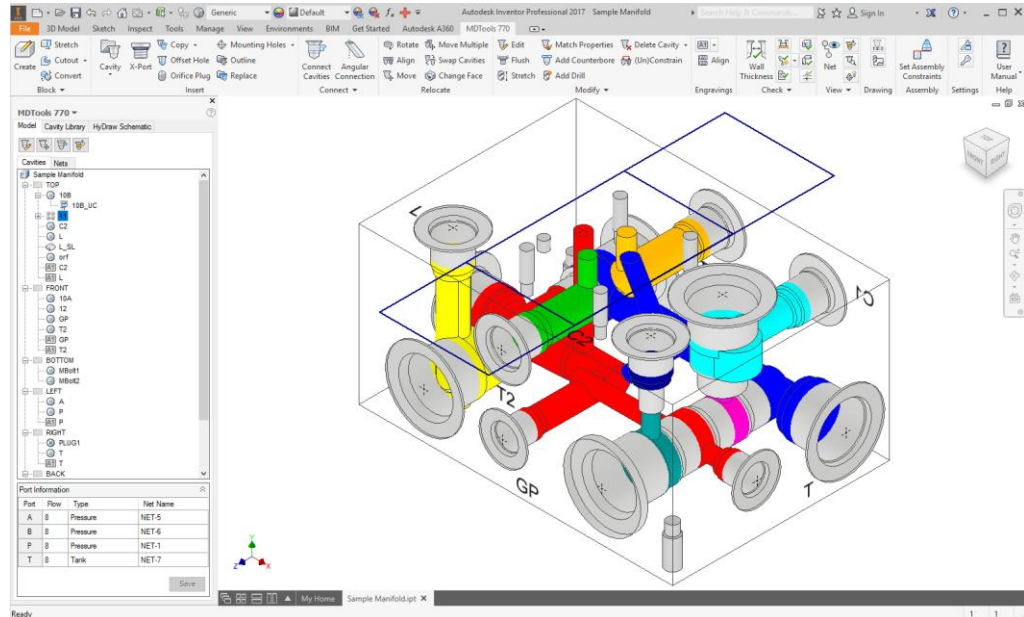 Generic
Default
Autodesk Inventor Professional 2017 Sample Manifold
Search Help & Commands...
Sign In
File 3D Model Sketch Inspect Tools Manage View Environments BIM Get Started Autodesk A360 MDTools 770
Create
Stretch
Cutout
Convert
Block
Cavity
X-Port
Copy
Offset Hole
Orifice Plug
Mounting Holes
Outline
Replace
Insert
Connect Cavities
Angular Connection
Connect
Rotate
Align
Move
Move Multiple
Swap Cavities
Change Face
Relocate
Edit
Flush
Stretch
Match Properties
Add Counterbore
Add Drill
Delete Cavity
(Un)Constrain
Modify
Align
Engravings
Wall Thickness
Check
Net
View
Drawing
Set Assembly Constraints
Assembly
Settings
User Manual
Help
MDTools 770
Model Cavity Library HyDraw Schematic
Cavities Nets
Sample Manifold
TOP
10B
10B_UC
11
C2
L
L_SL
orf
C2
L
FRONT
10A
12
GP
T2
GP
T2
BOTTOM
MBolt1
MBolt2
LEFT
A
P
P
RIGHT
PLUG1
T
T
BACK
Port Information
Port Flow Type Net Name
A 8 Pressure NET-5
B 8 Pressure NET-6
P 8 Pressure NET-1
T 8 Tank NET-7
Save
L
C2
C1
T2
GP
T
TOP
FRONT
RIGHT
Y
Z
X
My Home
Sample Manifold.ipt
Ready
1 1